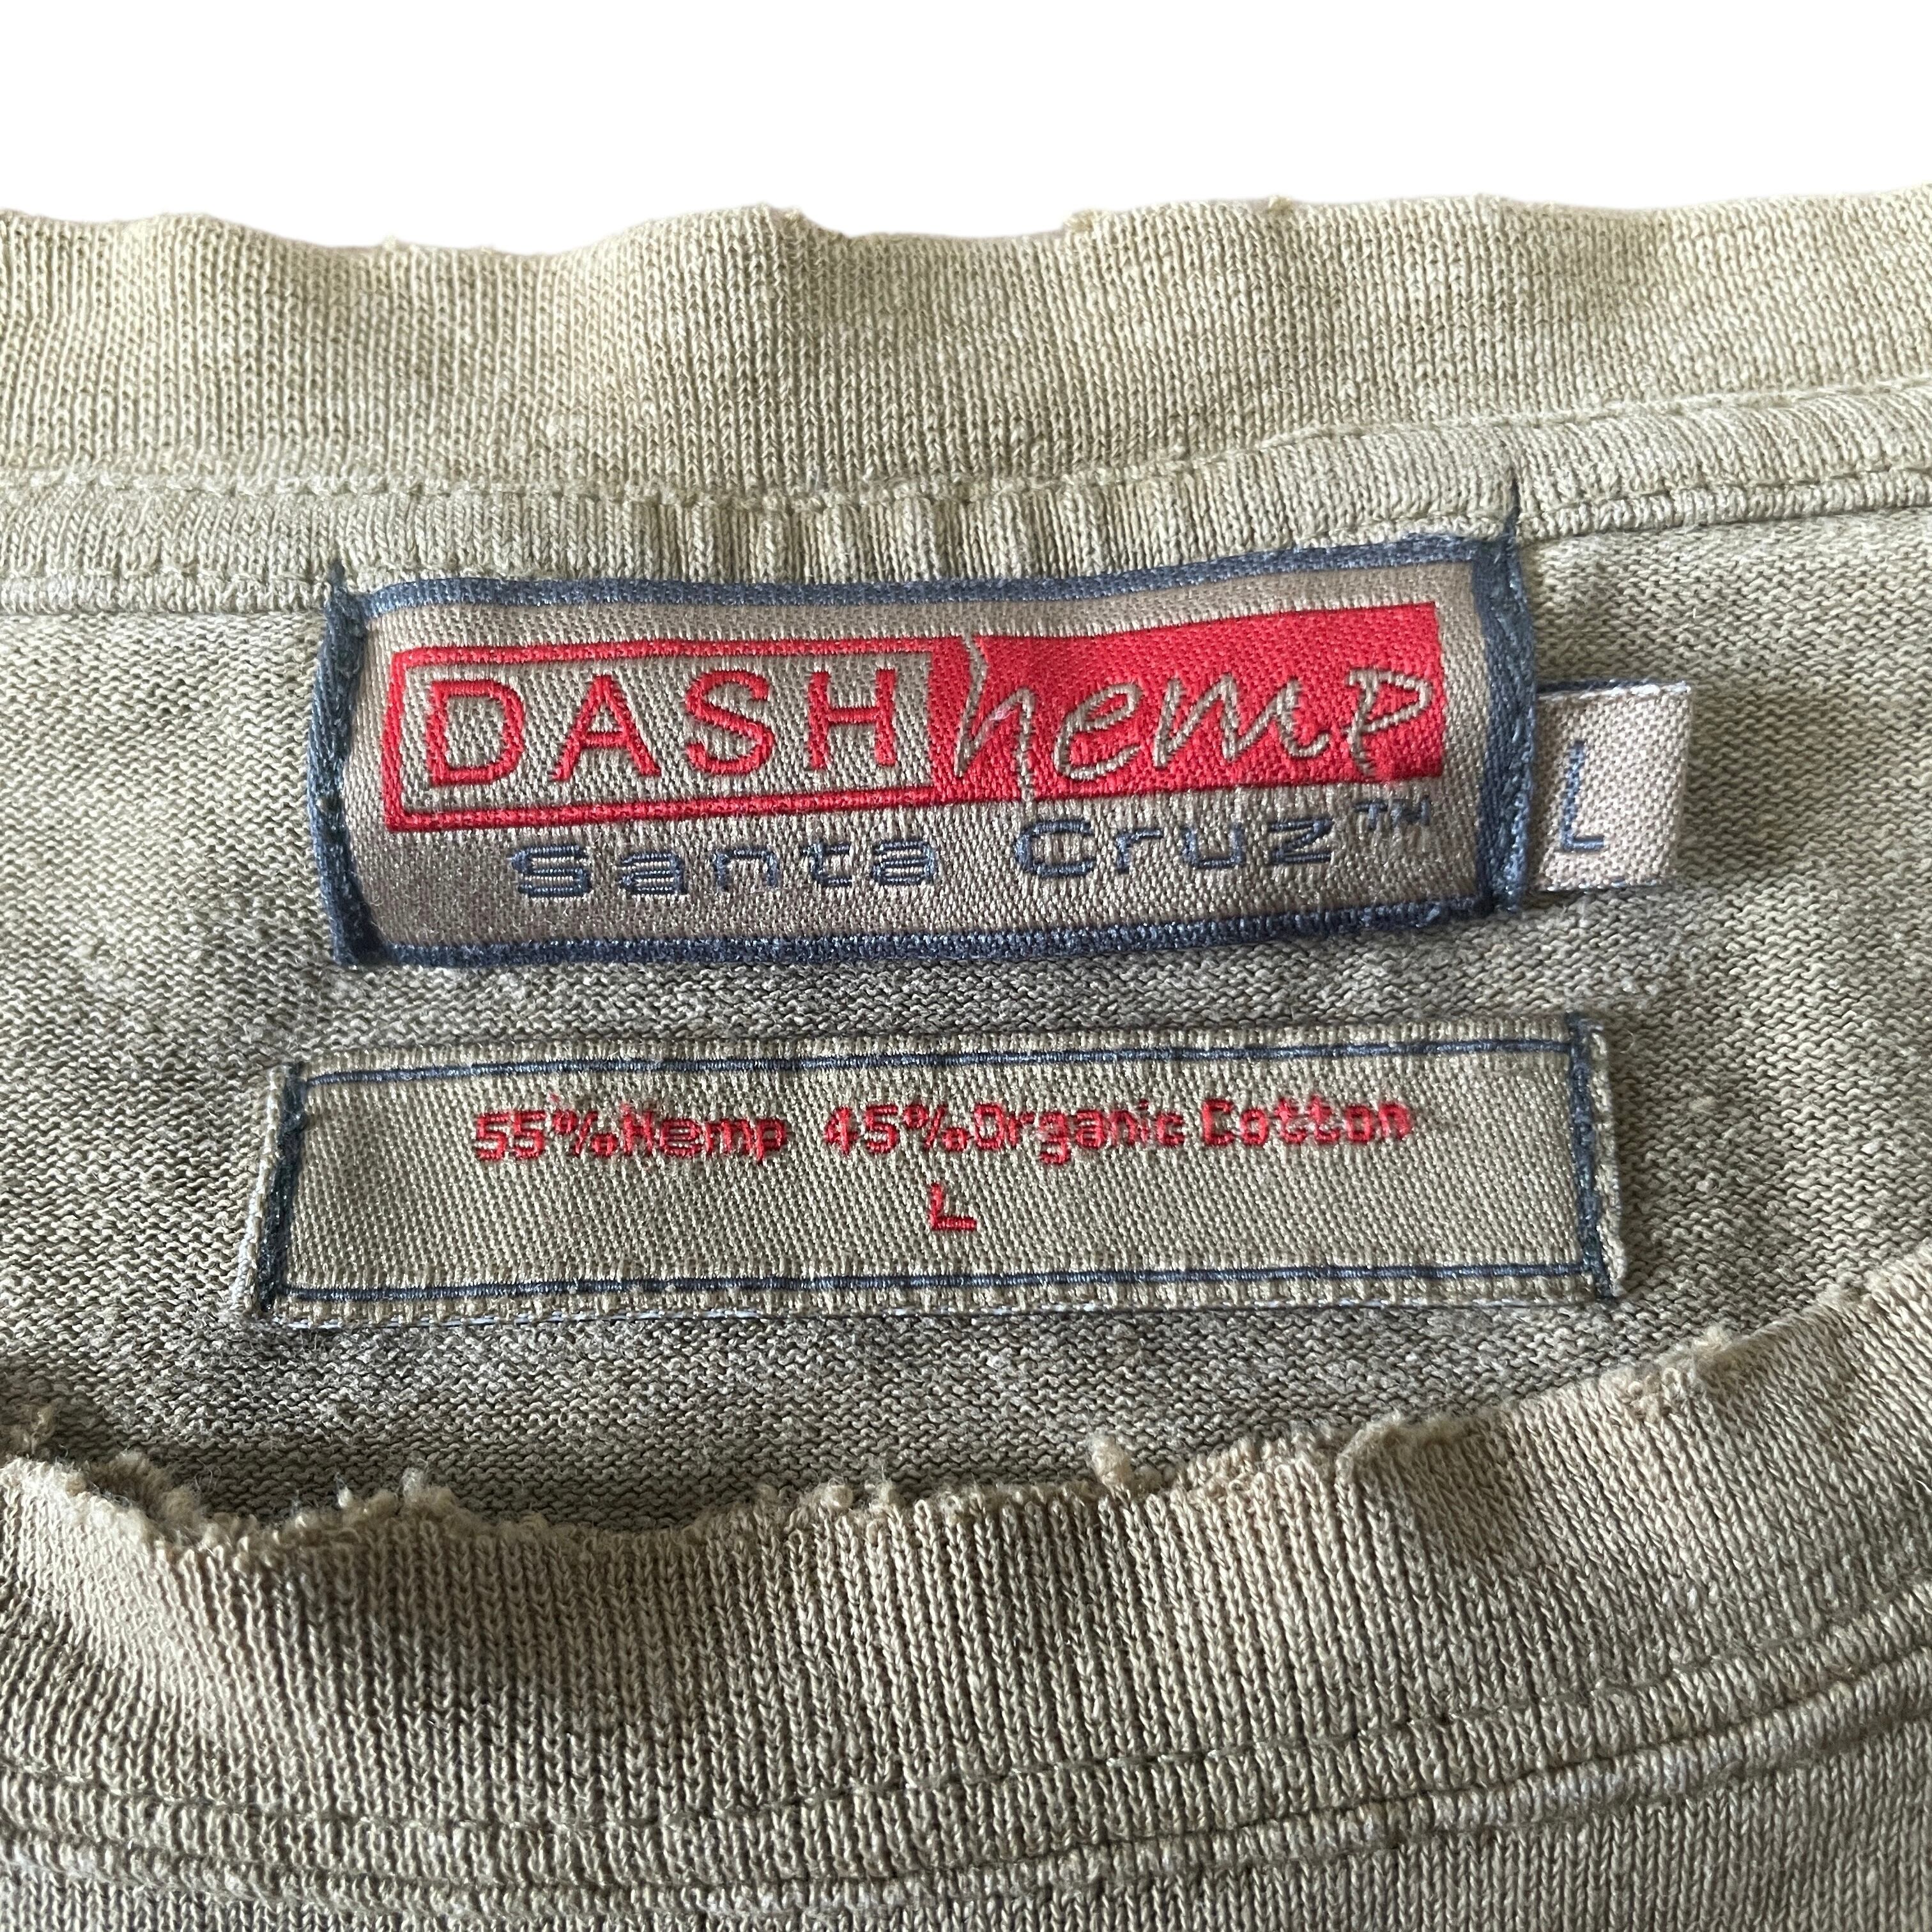 DASH hemp
Santa Cruz™
L
55% Hemp 45% Organic Cotton
L